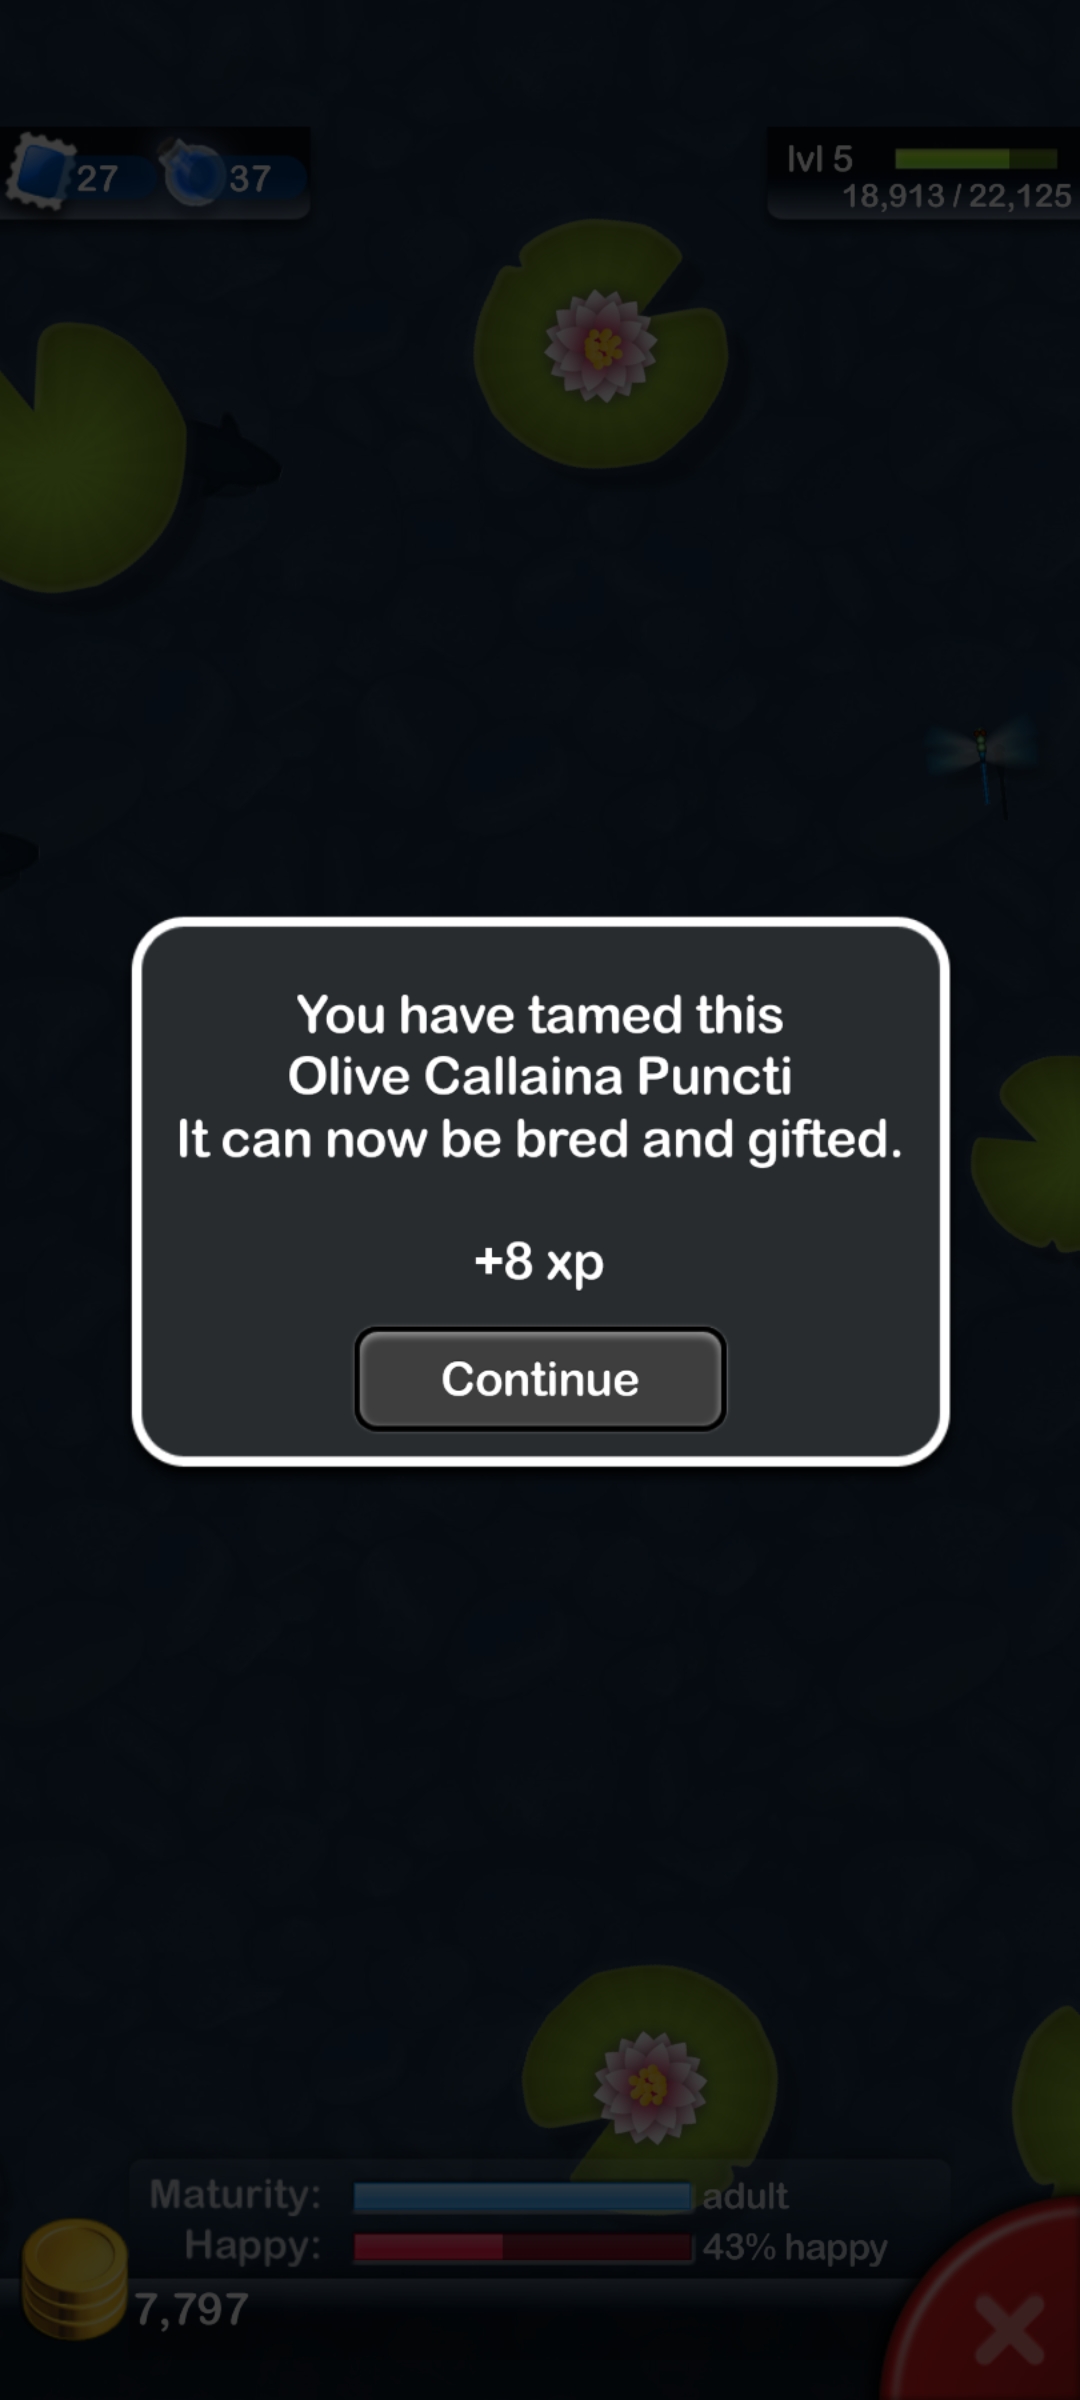 27 37
lvl 5
18,913 / 22,125
You have tamed this
Olive Callaina Puncti
It can now be bred and gifted.
+8 xp
Continue
Maturity: adult
Happy: 43% happy
7,797